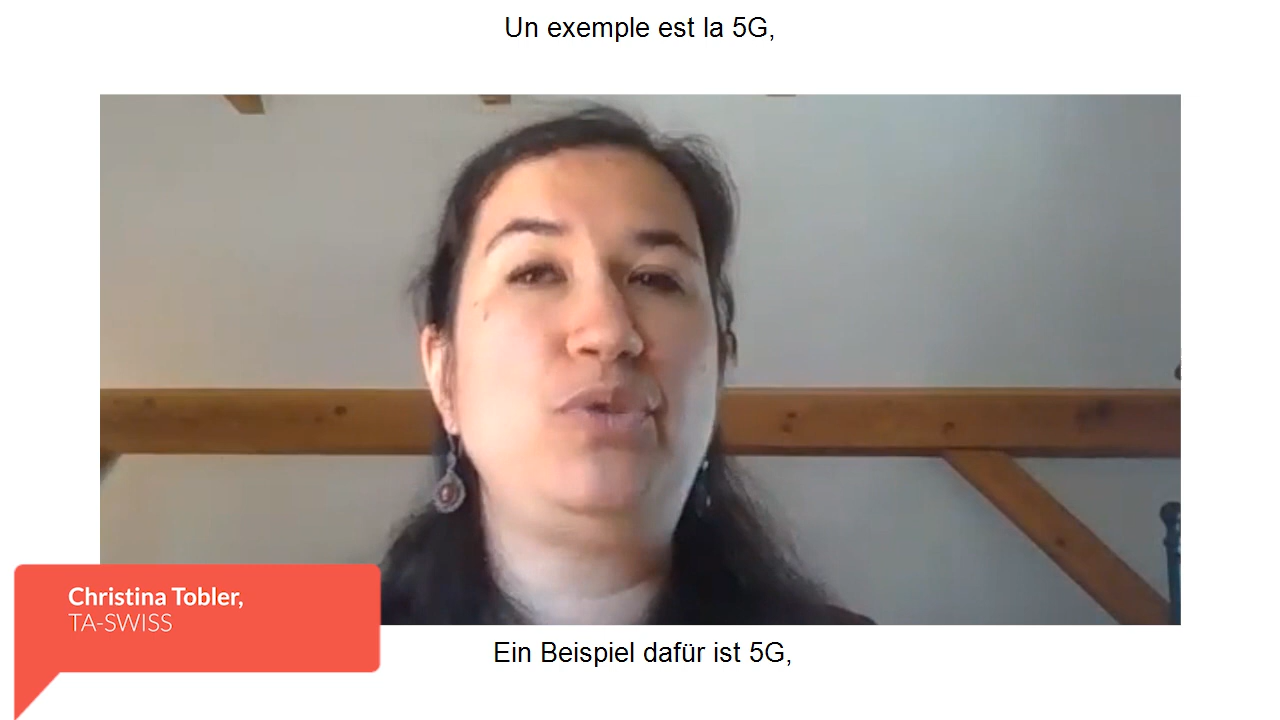 Un exemple est la 5G,
Christina Tobler,
TA-SWISS
Ein Beispiel dafür ist 5G,